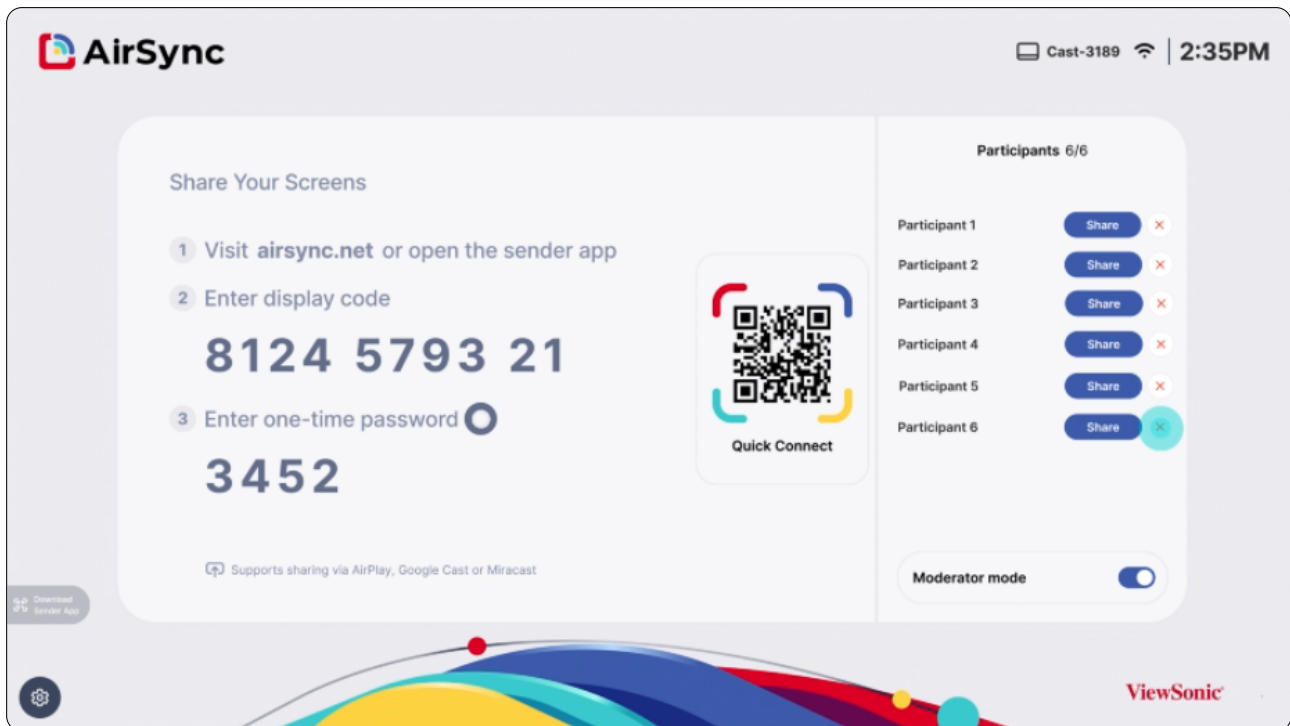 AirSync
Cast-3189
2:35PM
Share Your Screens
1 Visit airsync.net or open the sender app
2 Enter display code
8124 5793 21
3 Enter one-time password
3452
Supports sharing via AirPlay, Google Cast or Miracast
Quick Connect
Participants 6/6
Participant 1 Share
Participant 2 Share
Participant 3 Share
Participant 4 Share
Participant 5 Share
Participant 6 Share
Moderator mode
Download
Sender App
ViewSonic